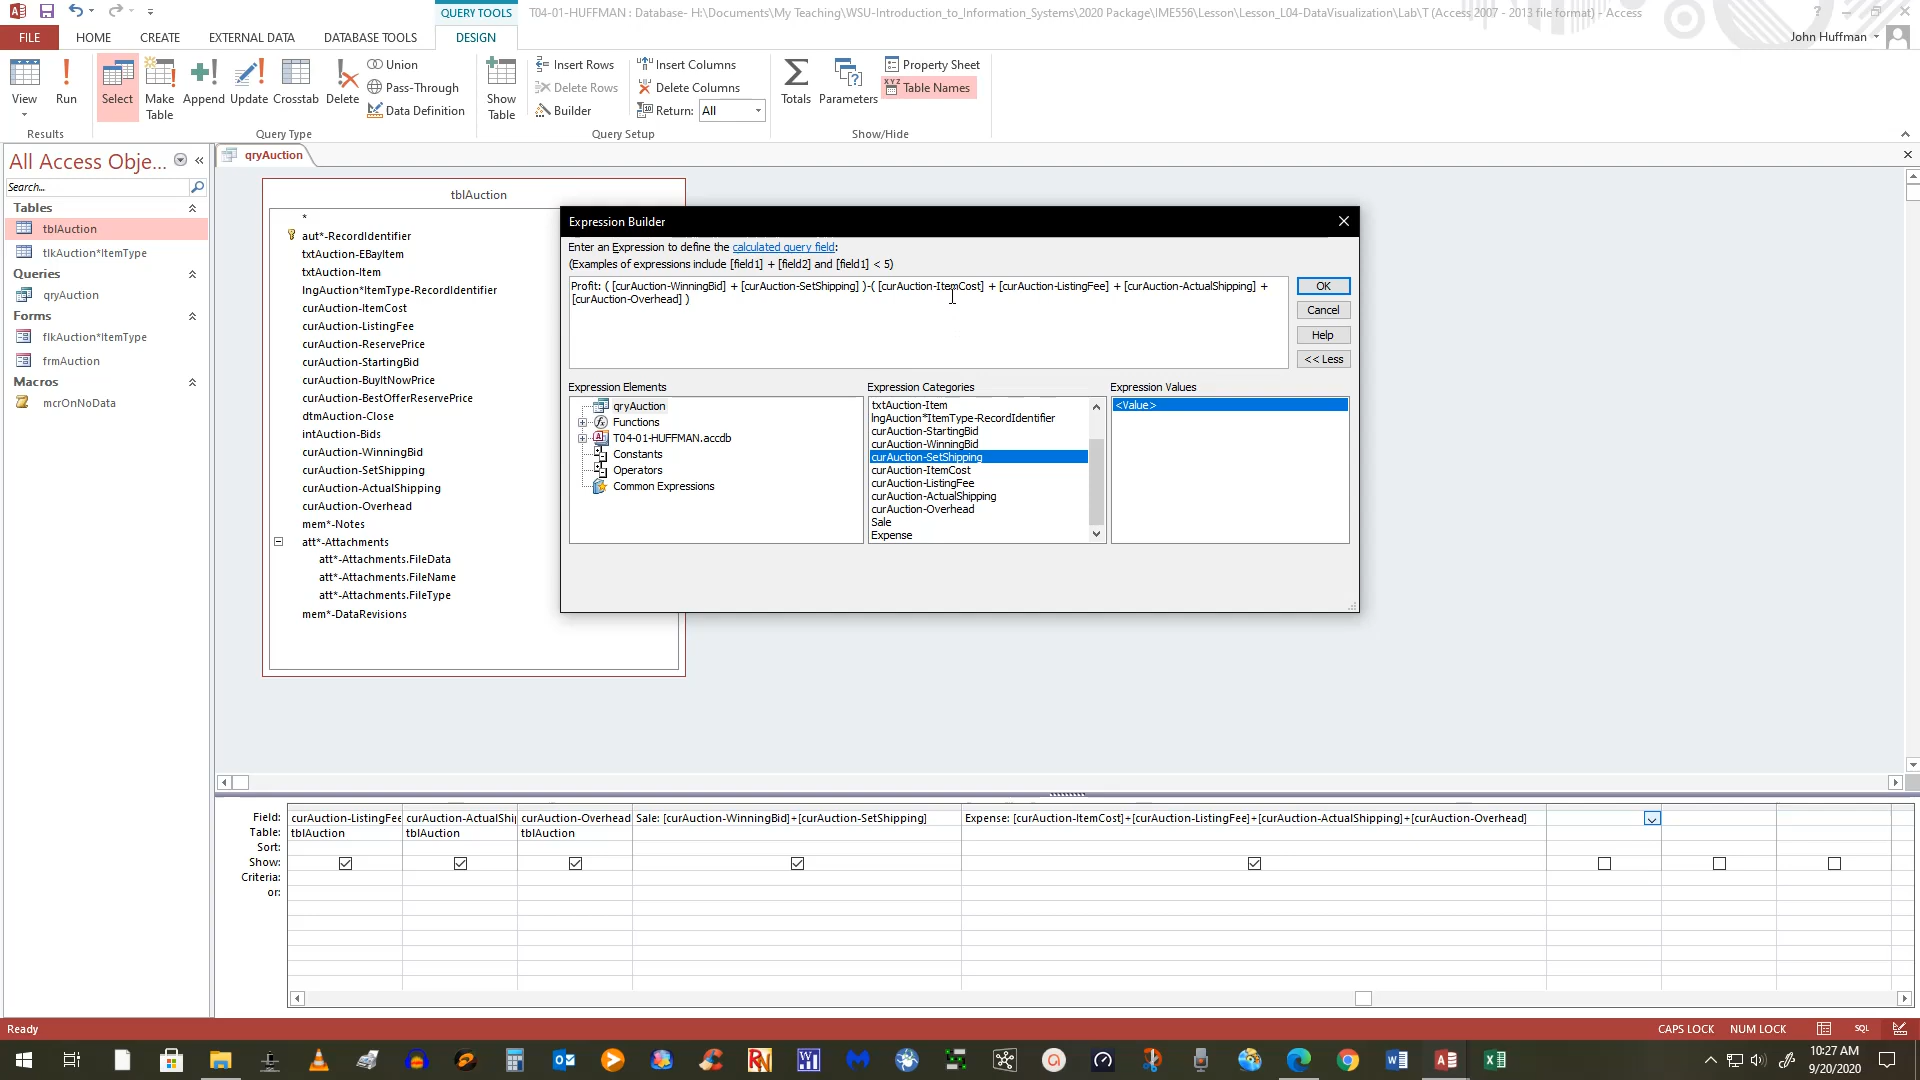 QUERY TOOLS
T04-01-HUFFMAN : Database- H:\Documents\My Teaching\WSU-Introduction_to_Information_Systems\2020 Package\IME556\Lesson\Lesson_L04-DataVisualization\Lab\T (Access 2007 - 2013 file format) - Access
FILE HOME CREATE EXTERNAL DATA DATABASE TOOLS DESIGN John Huffman
View Run Select Make Table Append Update Crosstab Delete
Union
Pass-Through
Data Definition
Show Table
Insert Rows
Delete Rows
Builder
Insert Columns
Delete Columns
Return: All
Totals Parameters
Property Sheet
Table Names
Results Query Type Query Setup Show/Hide
All Access Obje...
Search...
Tables
tblAuction
tlkAuction*ItemType
Queries
qryAuction
Forms
flkAuction*ItemType
frmAuction
Macros
mcrOnNoData
qryAuction
tblAuction
*
aut*-RecordIdentifier
txtAuction-EBayItem
txtAuction-Item
lngAuction*ItemType-RecordIdentifier
curAuction-ItemCost
curAuction-ListingFee
curAuction-ReservePrice
curAuction-StartingBid
curAuction-BuyItNowPrice
curAuction-BestOfferReservePrice
dtmAuction-Close
intAuction-Bids
curAuction-WinningBid
curAuction-SetShipping
curAuction-ActualShipping
curAuction-Overhead
mem*-Notes
att*-Attachments
att*-Attachments.FileData
att*-Attachments.FileName
att*-Attachments.FileType
mem*-DataRevisions
Expression Builder
Enter an Expression to define the calculated query field:
(Examples of expressions include [field1] + [field2] and [field1] < 5)
Profit: ( [curAuction-WinningBid] + [curAuction-SetShipping] )-( [curAuction-ItemCost] + [curAuction-ListingFee] + [curAuction-ActualShipping] +
[curAuction-Overhead] )
OK
Cancel
Help
<< Less
Expression Elements
qryAuction
Functions
T04-01-HUFFMAN.accdb
Constants
Operators
Common Expressions
Expression Categories
txtAuction-Item
lngAuction*ItemType-RecordIdentifier
curAuction-StartingBid
curAuction-WinningBid
curAuction-SetShipping
curAuction-ItemCost
curAuction-ListingFee
curAuction-ActualShipping
curAuction-Overhead
Sale
Expense
Expression Values
<Value>
Field: curAuction-ListingFee curAuction-ActualShip curAuction-Overhead Sale: [curAuction-WinningBid]+[curAuction-SetShipping] Expense: [curAuction-ItemCost]+[curAuction-ListingFee]+[curAuction-ActualShipping]+[curAuction-Overhead]
Table: tblAuction tblAuction tblAuction
Sort:
Show:
Criteria:
or:
Ready CAPS LOCK NUM LOCK SQL
10:27 AM
9/20/2020